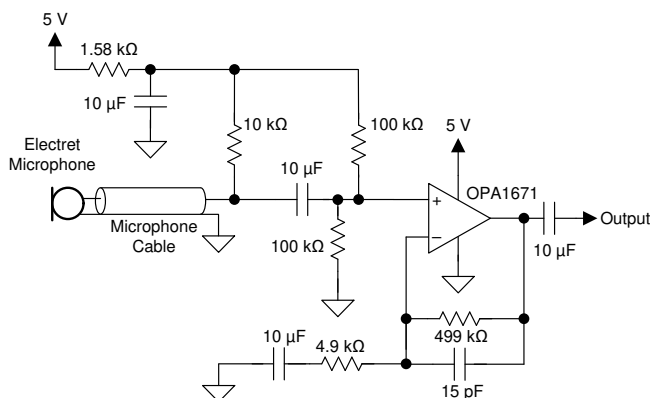 5 V
1.58 kΩ
10 µF
10 kΩ
100 kΩ
5 V
Electret
Microphone
10 µF
OPA1671
+
−
Output
Microphone
Cable
100 kΩ
10 µF
499 kΩ
10 µF
4.9 kΩ
15 pF